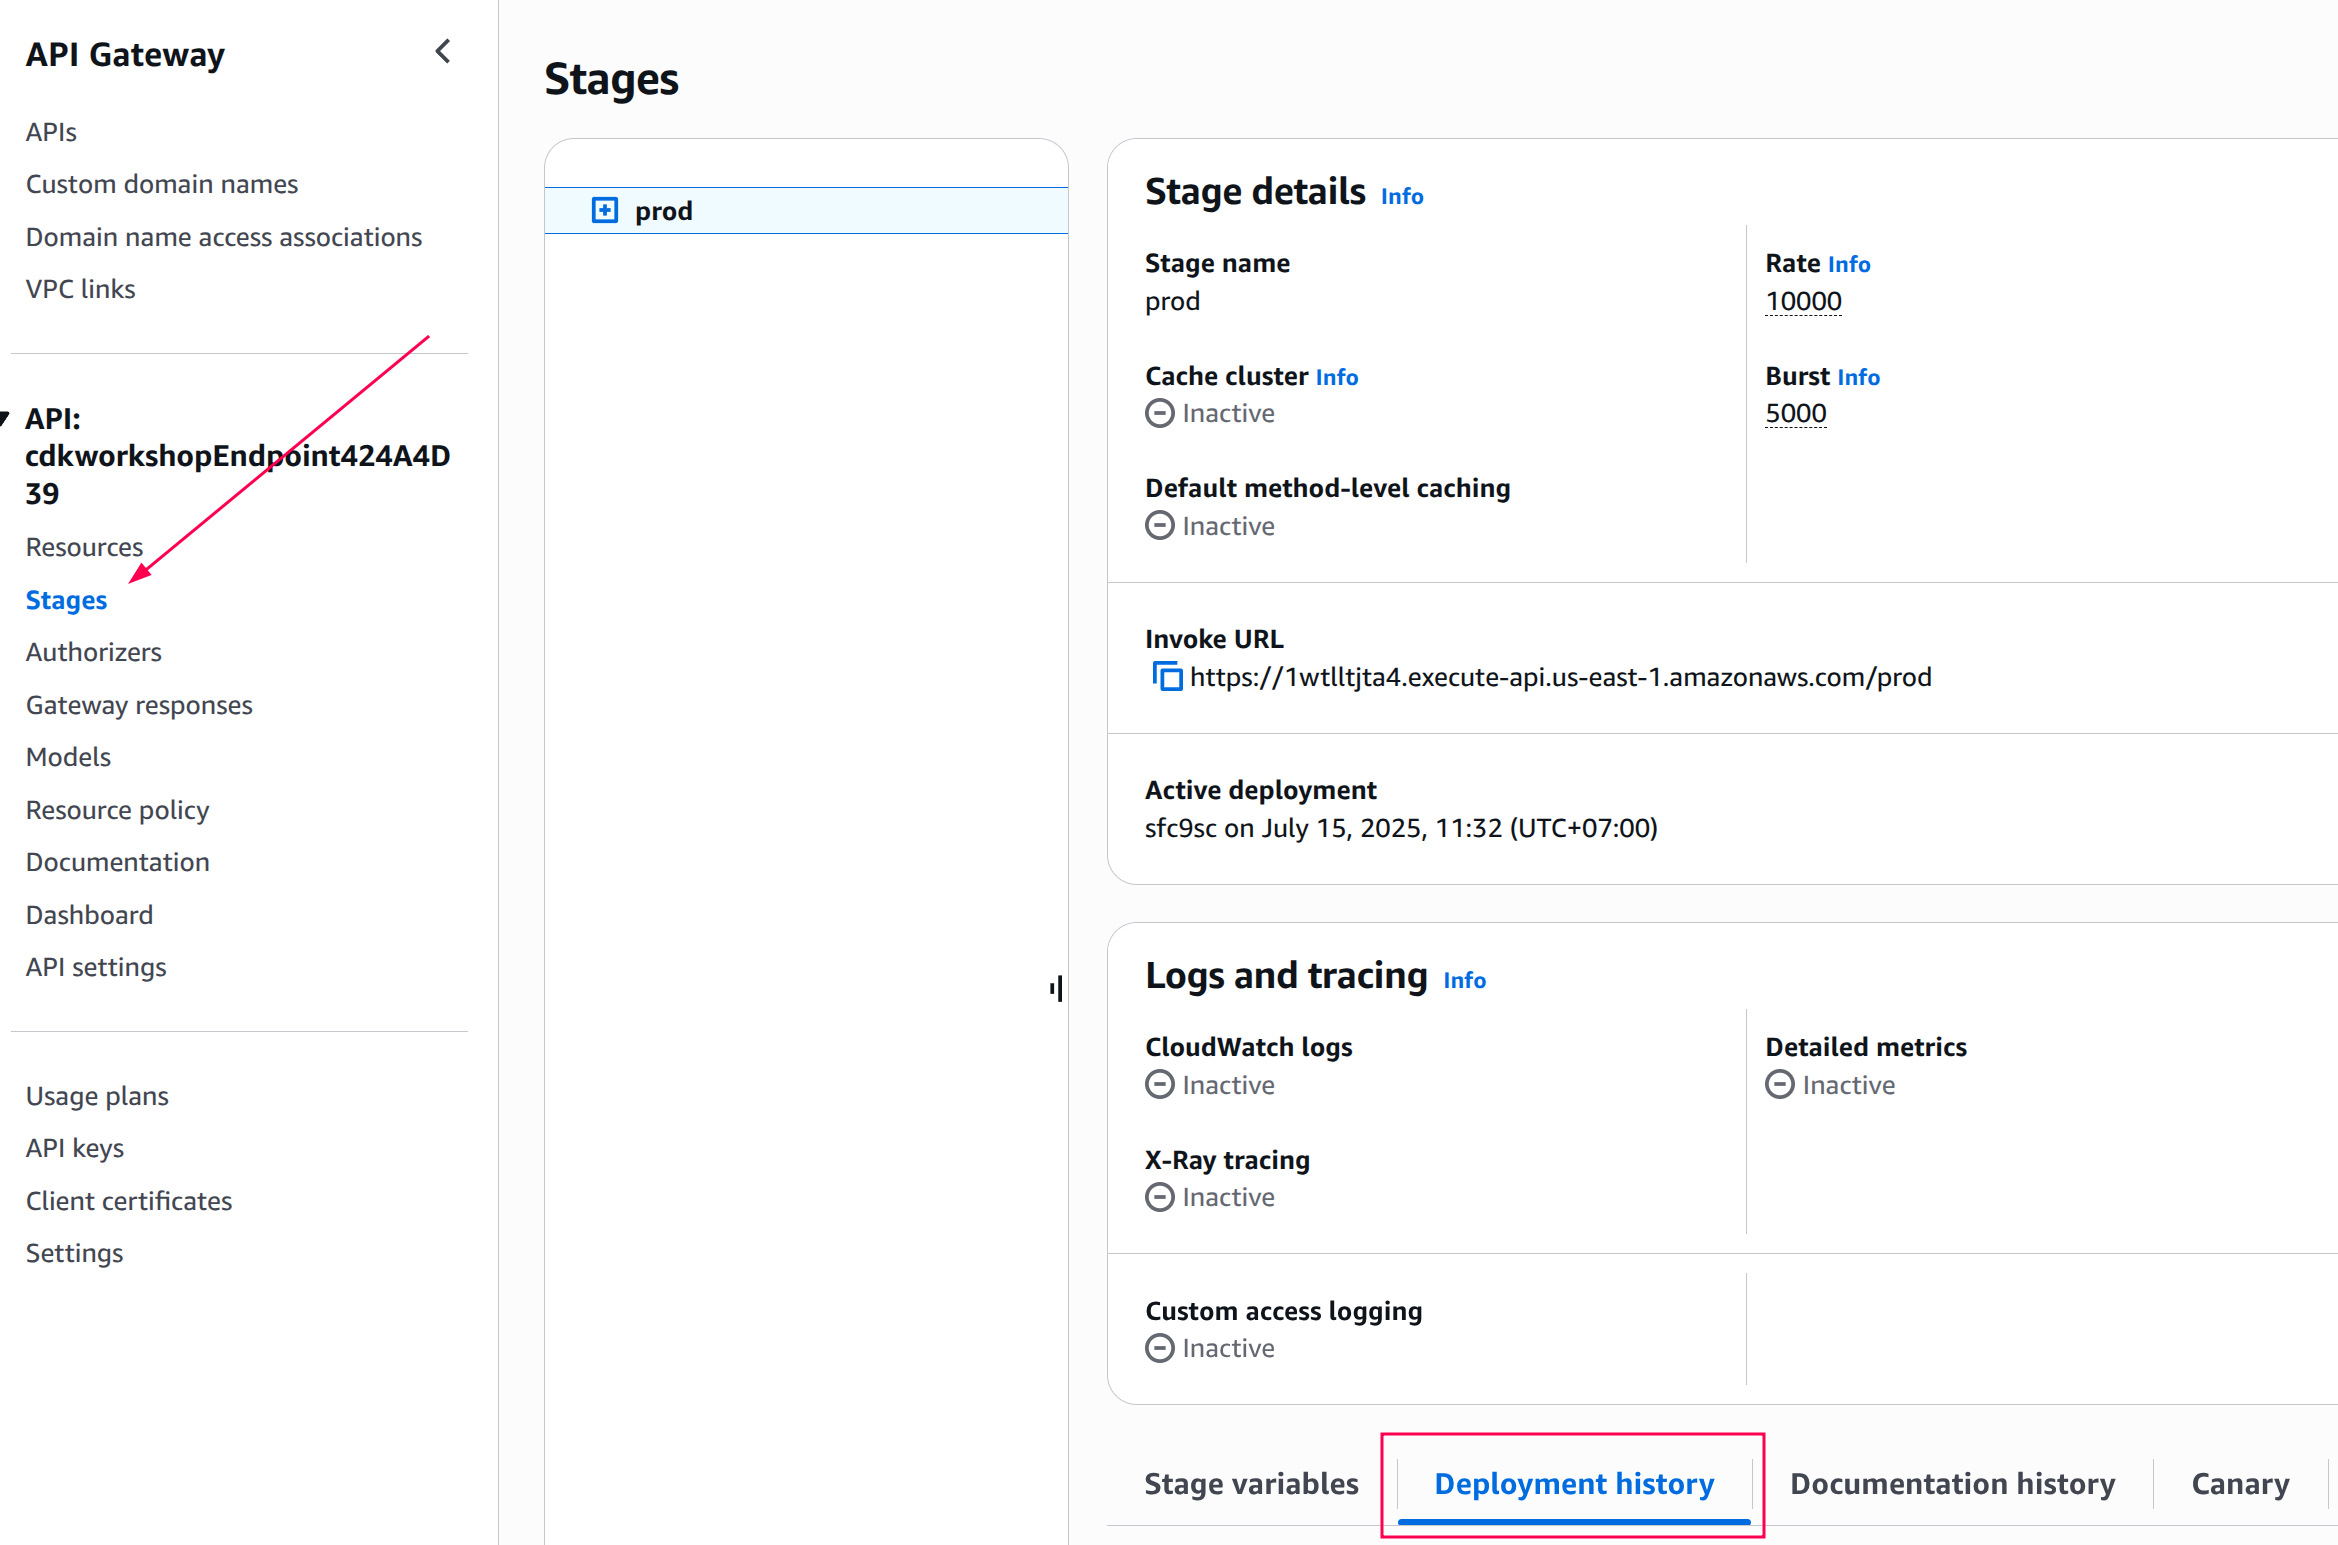 API Gateway
APIs
Custom domain names
Domain name access associations
VPC links
API:
cdkworkshopEndpoint424A4D
39
Resources
Stages
Authorizers
Gateway responses
Models
Resource policy
Documentation
Dashboard
API settings
Usage plans
API keys
Client certificates
Settings
Stages
prod
Stage details Info
Stage name
prod
Rate Info
10000
Cache cluster Info
Inactive
Burst Info
5000
Default method-level caching
Inactive
Invoke URL
https://1wtlltjta4.execute-api.us-east-1.amazonaws.com/prod
Active deployment
sfc9sc on July 15, 2025, 11:32 (UTC+07:00)
Logs and tracing Info
CloudWatch logs
Inactive
Detailed metrics
Inactive
X-Ray tracing
Inactive
Custom access logging
Inactive
Stage variables
Deployment history
Documentation history
Canary